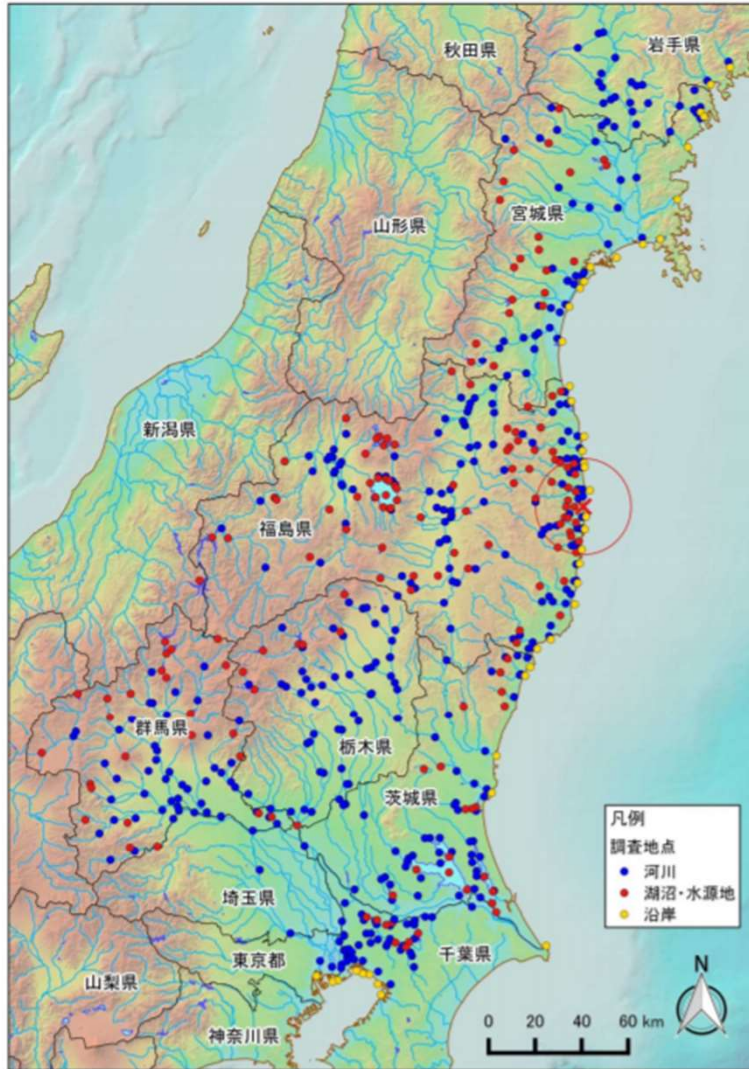 秋田県
岩手県
山形県
宮城県
新潟県
福島県
群馬県
栃木県
茨城県
埼玉県
東京都
千葉県
山梨県
神奈川県
凡例
調査地点
河川
湖沼・水源地
沿岸
N
0 20 40 60 km